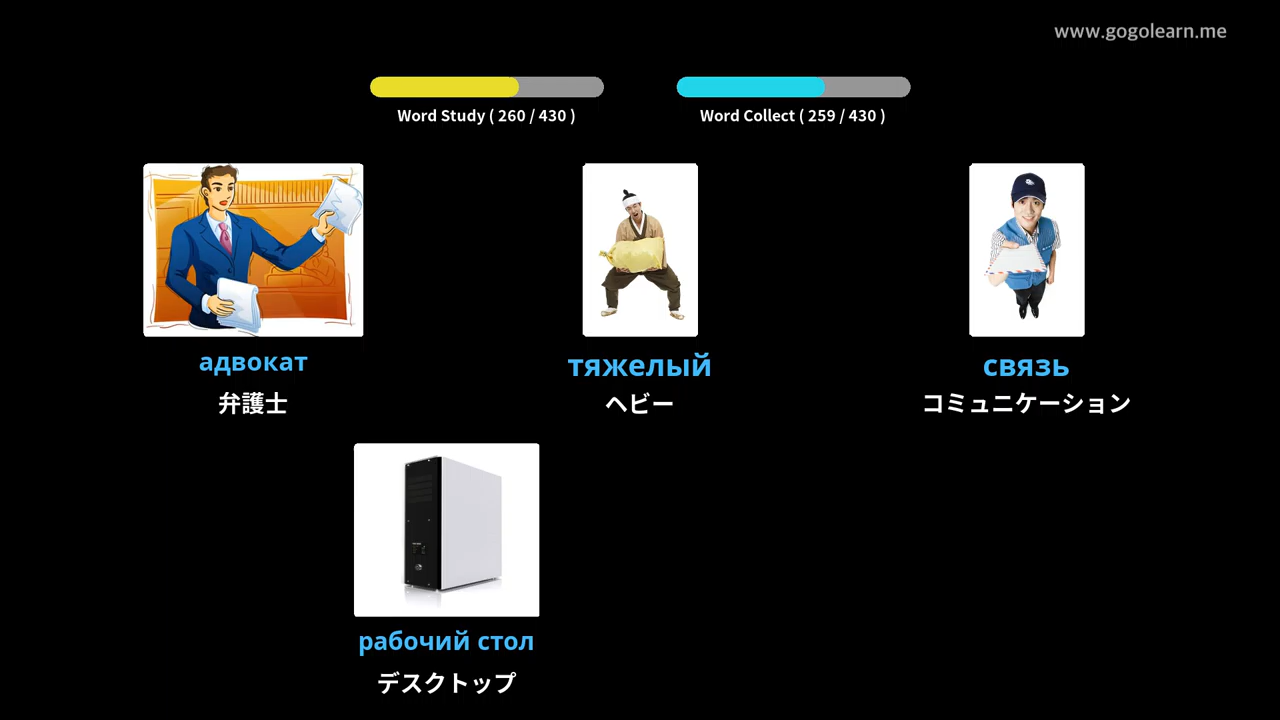 www.gogolearn.me
Word Study ( 260 / 430 )
Word Collect ( 259 / 430 )
адвокат
тяжелый
связь
弁護士
ヘビー
コミュニケーション
рабочий стол
デスクトップ